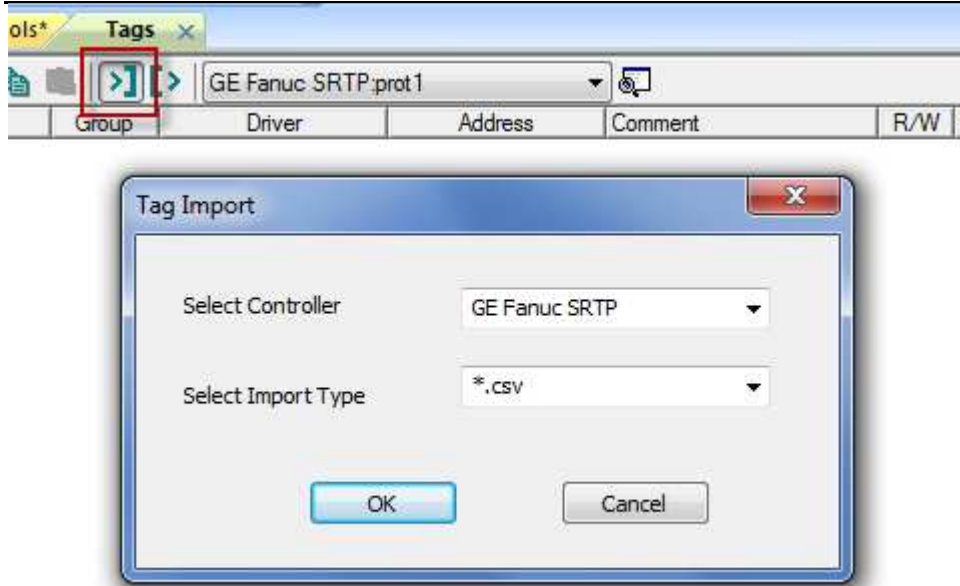 ols* Tags
GE Fanuc SRTP:prot1
Group Driver Address Comment R/W
Tag Import
Select Controller GE Fanuc SRTP
Select Import Type *.csv
OK Cancel